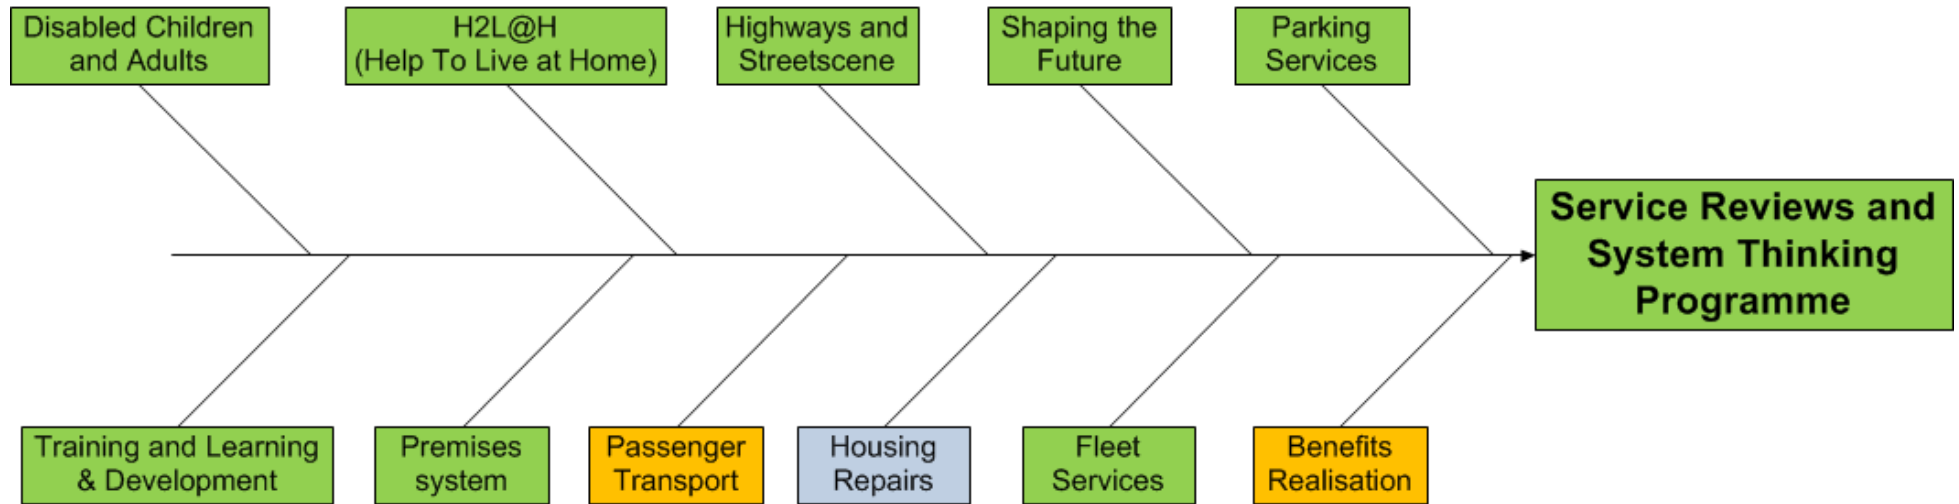 Disabled Children
and Adults
H2L@H
(Help To Live at Home)
Highways and
Streetscene
Shaping the
Future
Parking
Services
Service Reviews and
System Thinking
Programme
Training and Learning
& Development
Premises
system
Passenger
Transport
Housing
Repairs
Fleet
Services
Benefits
Realisation